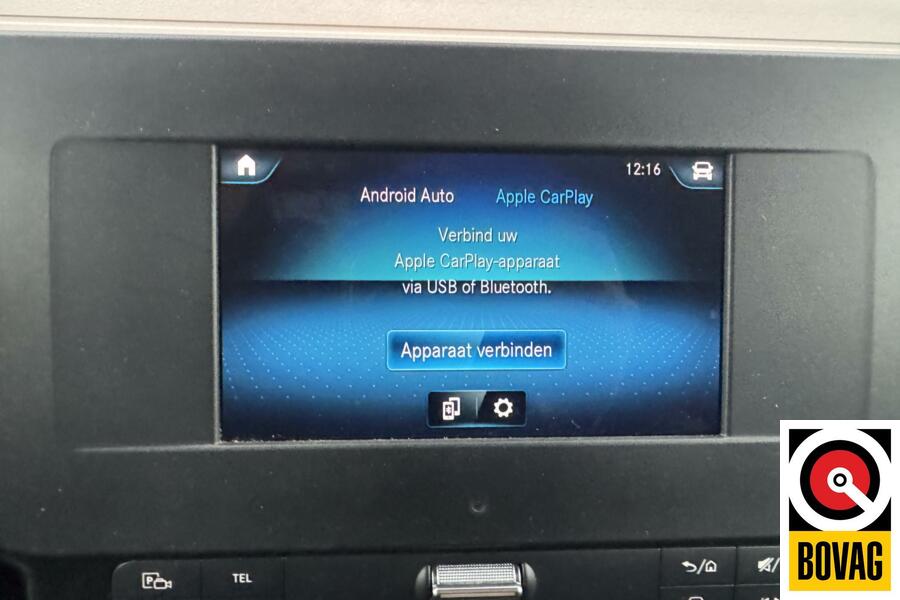 12:16
Android Auto Apple CarPlay
Verbind uw
Apple CarPlay-apparaat
via USB of Bluetooth.
Apparaat verbinden
P
TEL
BOVAG